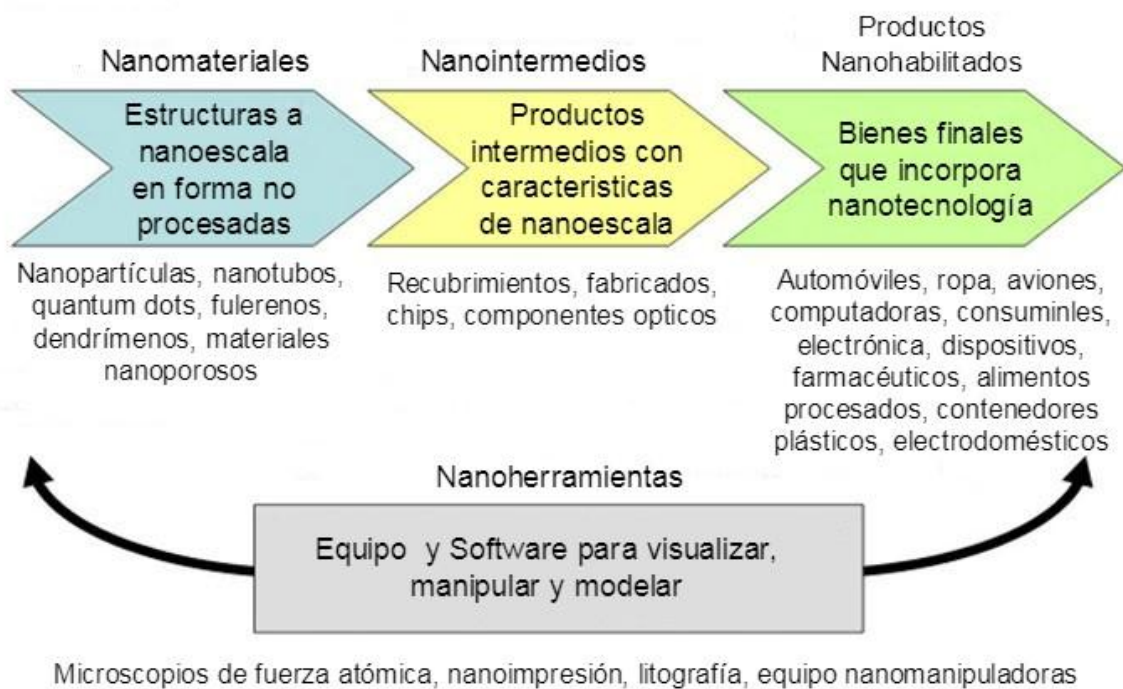 Nanomateriales
Estructuras a
nanoescala
en forma no
procesadas
Nanopartículas, nanotubos,
quantum dots, fulerenos,
dendrímenos, materiales
nanoporosos
Nanointermedios
Productos
intermedios con
caracteristicas
de nanoescala
Recubrimientos, fabricados,
chips, componentes opticos
Productos
Nanohabilitados
Bienes finales
que incorpora
nanotecnología
Automóviles, ropa, aviones,
computadoras, consuminles,
electrónica, dispositivos,
farmacéuticos, alimentos
procesados, contenedores
plásticos, electrodomésticos
Nanoherramientas
Equipo y Software para visualizar,
manipular y modelar
Microscopios de fuerza atómica, nanoimpresión, litografía, equipo nanomanipuladoras